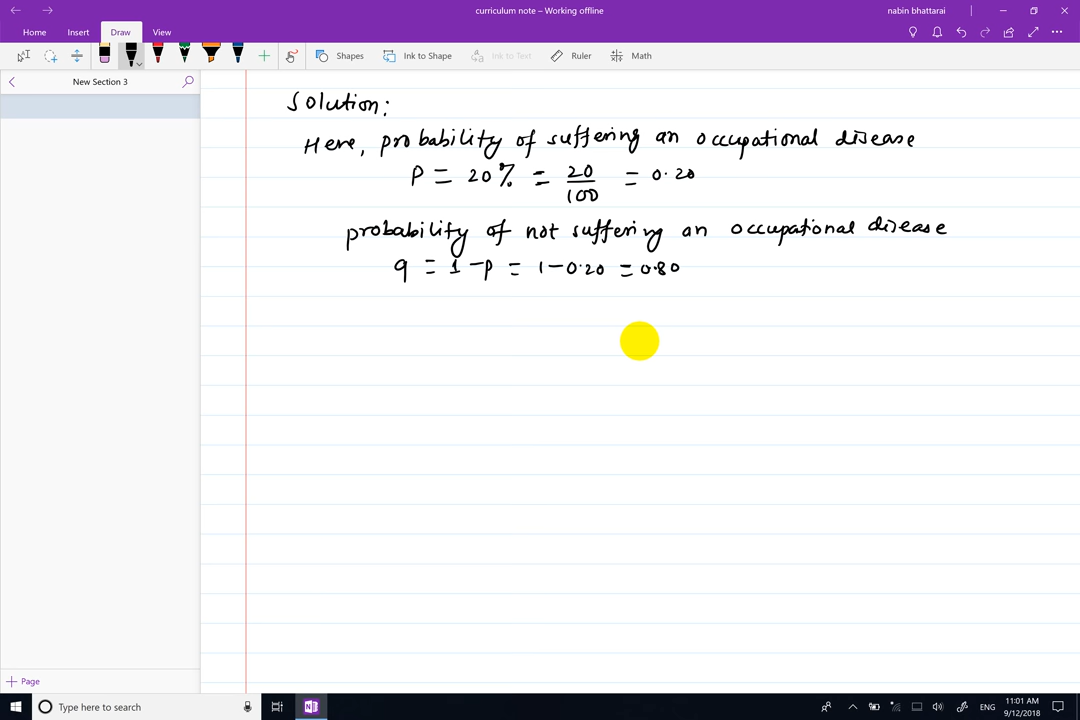 curriculum note – Working offline
nabin bhattarai
Home Insert Draw View
Shapes Ink to Shape Ink to Text Ruler Math
New Section 3
Solution:
Here, probability of suffering an occupational disease
P = 20% = 20/100 = 0.20
probability of not suffering an occupational disease
q = 1 - p = 1 - 0.20 = 0.80
+ Page
Type here to search
ENG
11:01 AM
9/12/2018